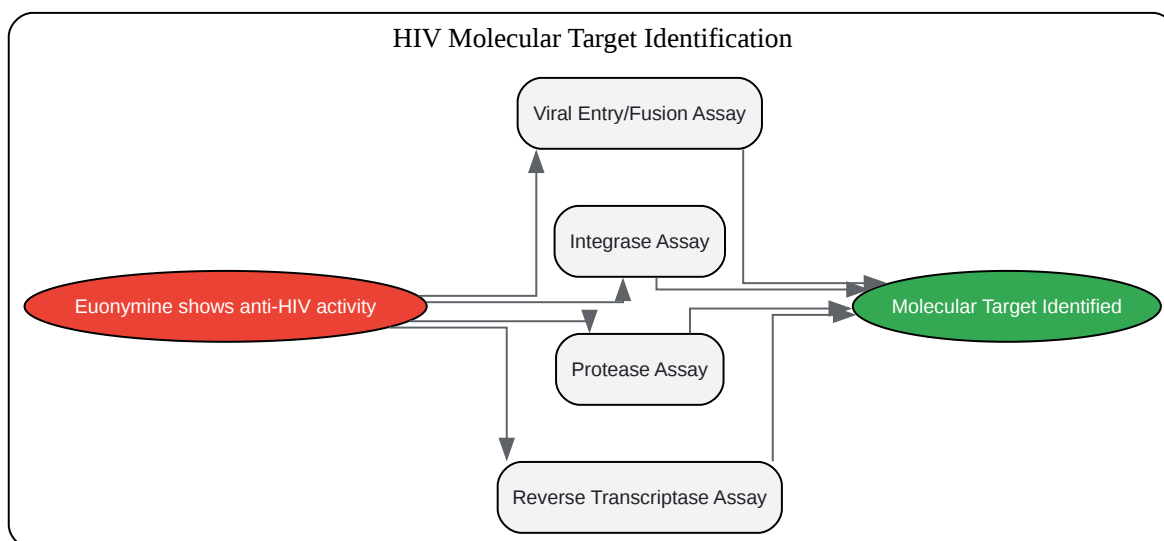 HIV Molecular Target Identification
Viral Entry/Fusion Assay
Integrase Assay
Euonymine shows anti-HIV activity
Molecular Target Identified
Protease Assay
Reverse Transcriptase Assay